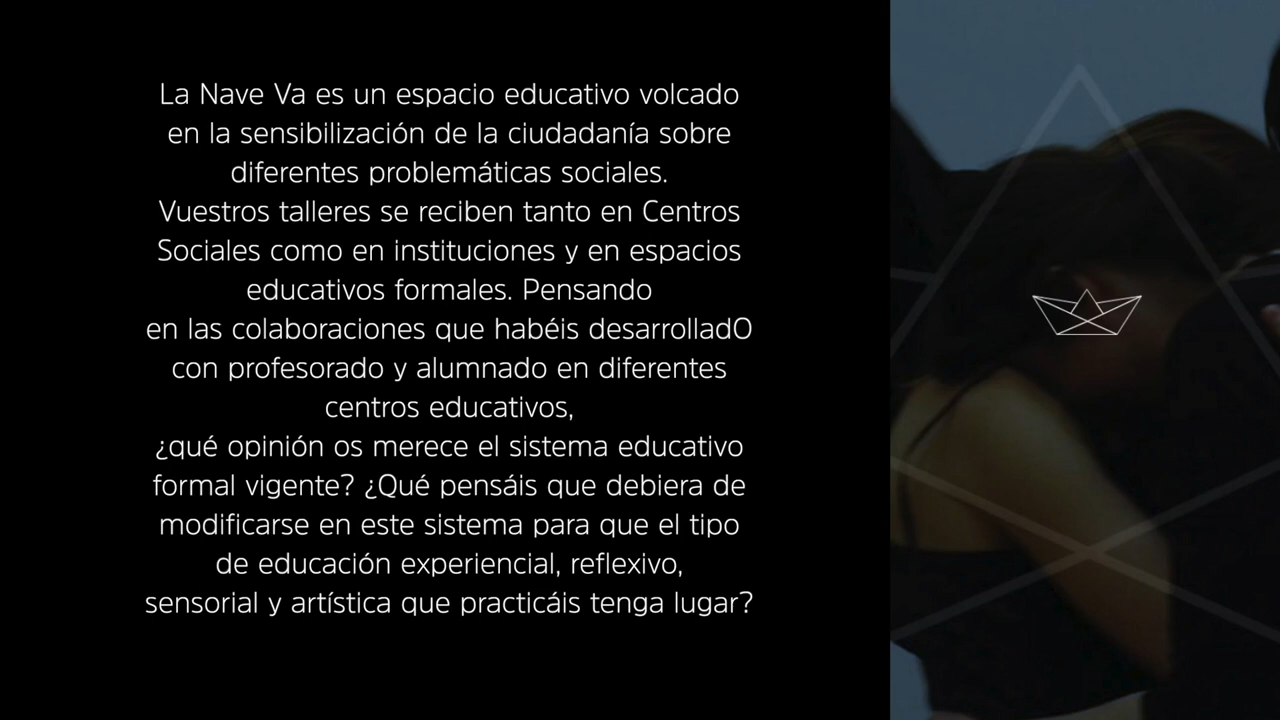 La Nave Va es un espacio educativo volcado
en la sensibilización de la ciudadanía sobre
diferentes problemáticas sociales.
Vuestros talleres se reciben tanto en Centros
Sociales como en instituciones y en espacios
educativos formales. Pensando
en las colaboraciones que habéis desarrolladO
con profesorado y alumnado en diferentes
centros educativos,
¿qué opinión os merece el sistema educativo
formal vigente? ¿Qué pensáis que debiera de
modificarse en este sistema para que el tipo
de educación experiencial, reflexivo,
sensorial y artística que practicáis tenga lugar?